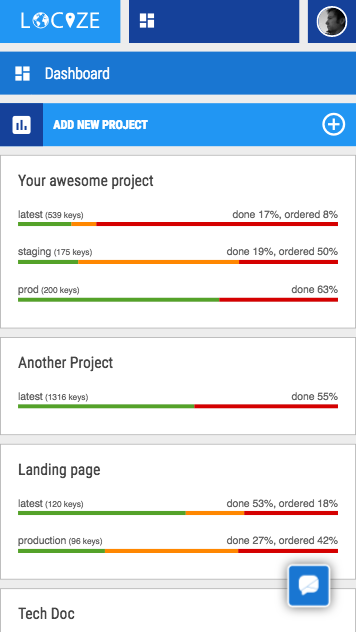 LOCIZE
Dashboard
ADD NEW PROJECT
Your awesome project
latest (539 keys) done 17%, ordered 8%
staging (175 keys) done 19%, ordered 50%
prod (200 keys) done 63%
Another Project
latest (1316 keys) done 55%
Landing page
latest (120 keys) done 53%, ordered 18%
production (96 keys) done 27%, ordered 42%
Tech Doc